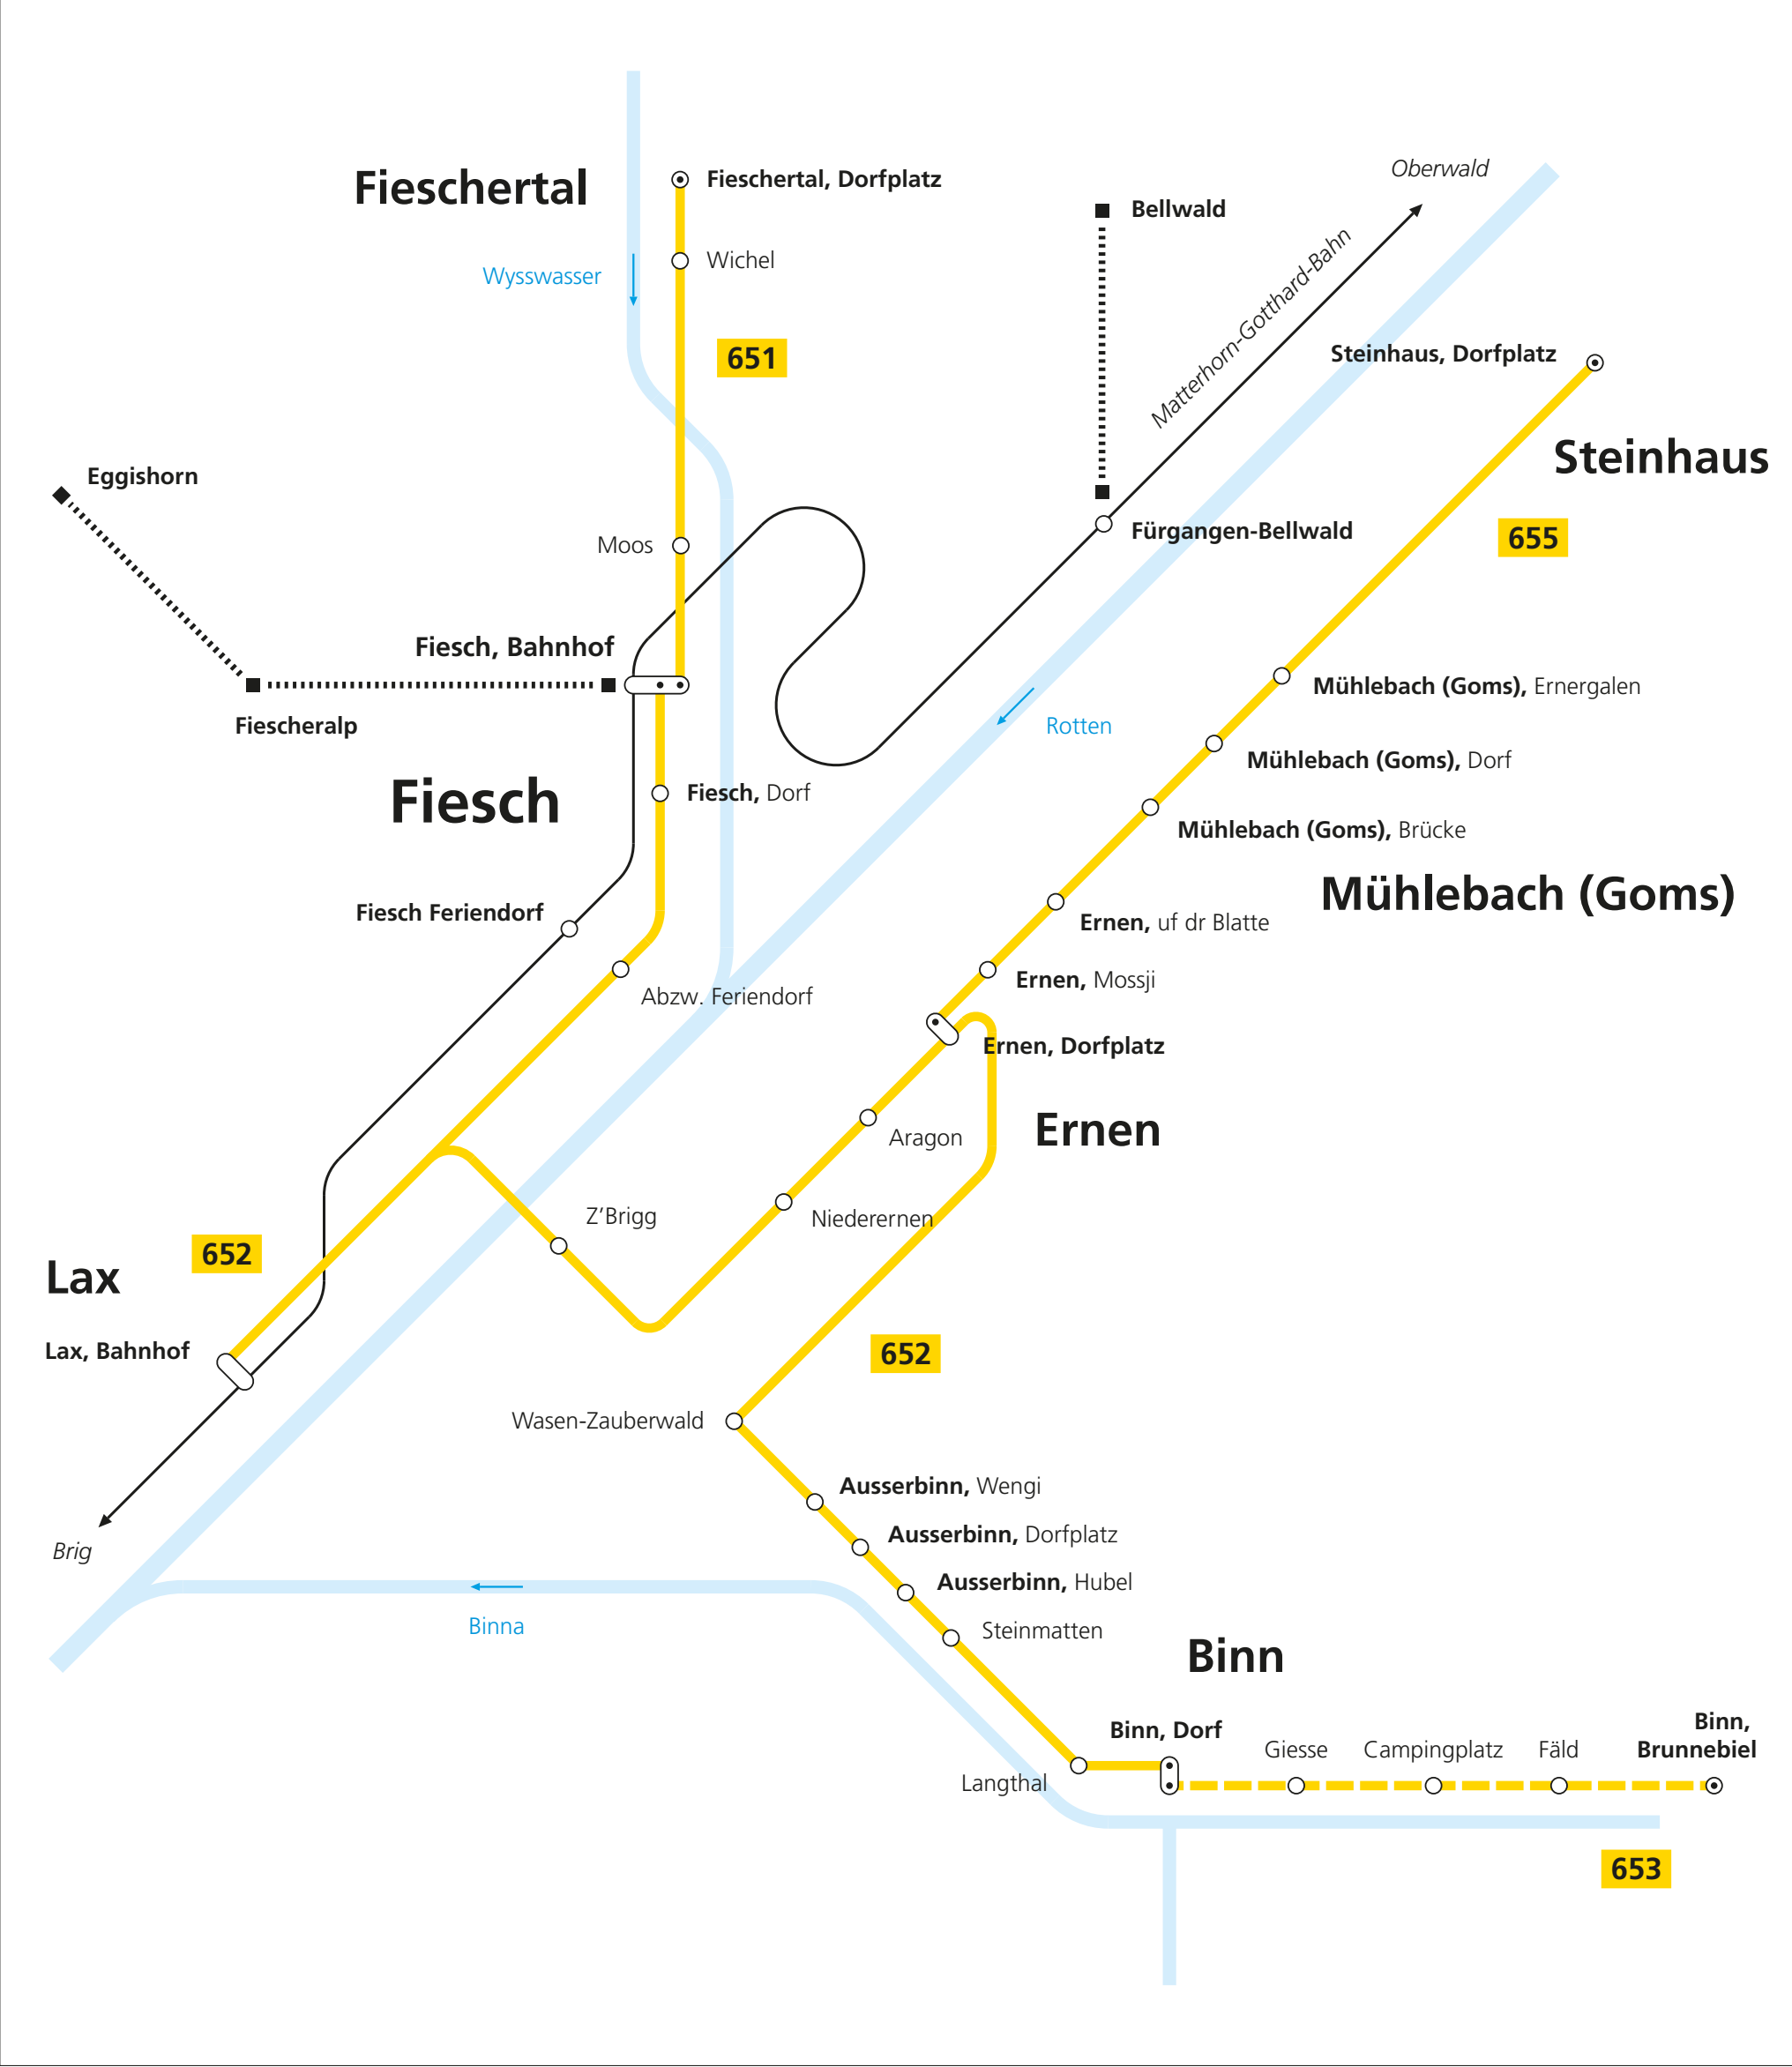 Oberwald
Fieschertal
Fieschertal, Dorfplatz
Bellwald
Wichel
Wysswasser
Matterhorn-Gotthard-Bahn
651
Steinhaus, Dorfplatz
Steinhaus
Eggishorn
655
Fürgangen-Bellwald
Moos
Fiesch, Bahnhof
Mühlebach (Goms), Ernergalen
Fiescheralp
Rotten
Mühlebach (Goms), Dorf
Fiesch
Fiesch, Dorf
Mühlebach (Goms), Brücke
Mühlebach (Goms)
Fiesch Feriendorf
Ernen, uf dr Blatte
Ernen, Mossji
Abzw. Feriendorf
Ernen, Dorfplatz
Ernen
Aragon
Z'Brigg
Niederernen
652
Lax
Lax, Bahnhof
652
Wasen-Zauberwald
Ausserbinn, Wengi
Ausserbinn, Dorfplatz
Brig
Ausserbinn, Hubel
Binna
Steinmatten
Binn
Binn, Dorf
Langthal
Giesse
Campingplatz
Fäld
Binn,
Brunnebiel
653